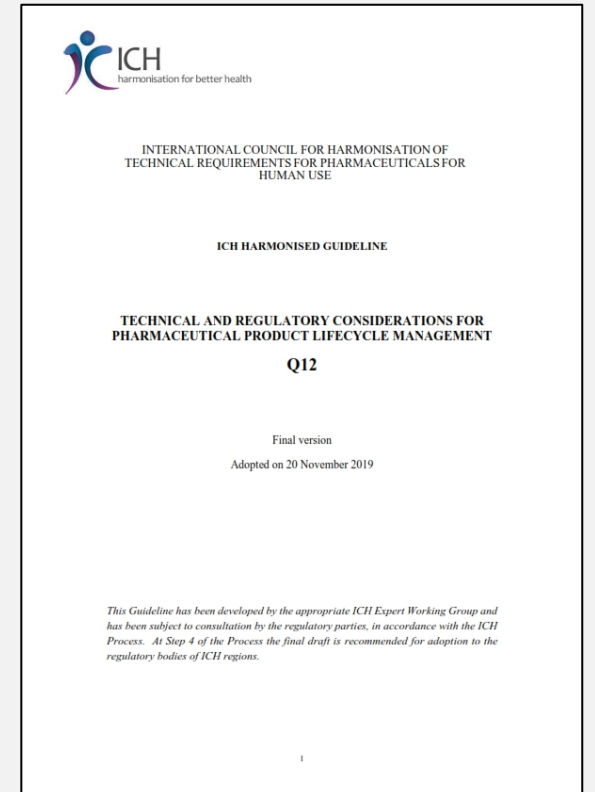 ICH
harmonisation for better health
INTERNATIONAL COUNCIL FOR HARMONISATION OF
TECHNICAL REQUIREMENTS FOR PHARMACEUTICALS FOR
HUMAN USE
ICH HARMONISED GUIDELINE
TECHNICAL AND REGULATORY CONSIDERATIONS FOR
PHARMACEUTICAL PRODUCT LIFECYCLE MANAGEMENT
Q12
Final version
Adopted on 20 November 2019
This Guideline has been developed by the appropriate ICH Expert Working Group and
has been subject to consultation by the regulatory parties, in accordance with the ICH
Process. At Step 4 of the Process the final draft is recommended for adoption to the
regulatory bodies of ICH regions.
1